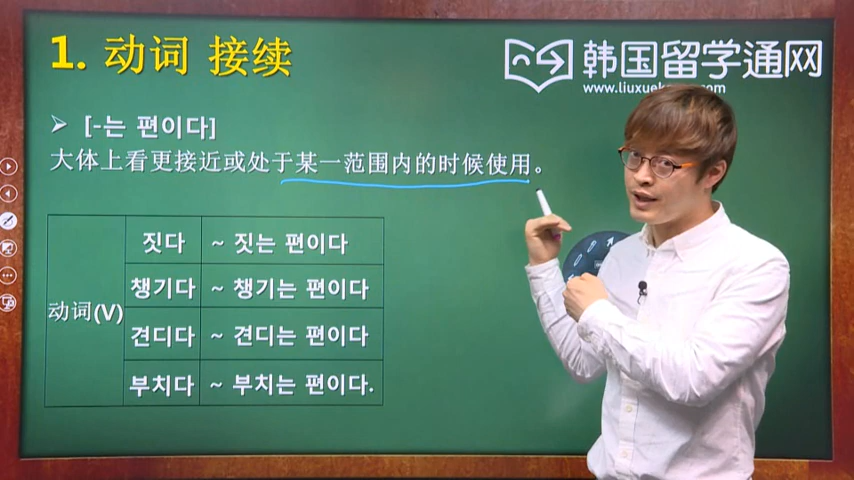 1. 动词 接续
韩国留学通网
➢ [-는 편이다]
大体上看更接近或处于某一范围内的时候使用。
动词(V)
짓다 ~ 짓는 편이다
챙기다 ~ 챙기는 편이다
견디다 ~ 견디는 편이다
부치다 ~ 부치는 편이다.